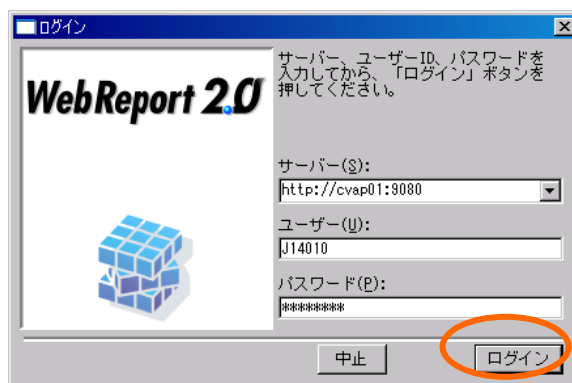 ログイン
サーバー、ユーザーID、パスワードを
入力してから、「ログイン」ボタンを
押してください。
WebReport 2.0
サーバー(S):
http://cvap01:9080
ユーザー(U):
J14010
パスワード(P):
********
中止
ログイン